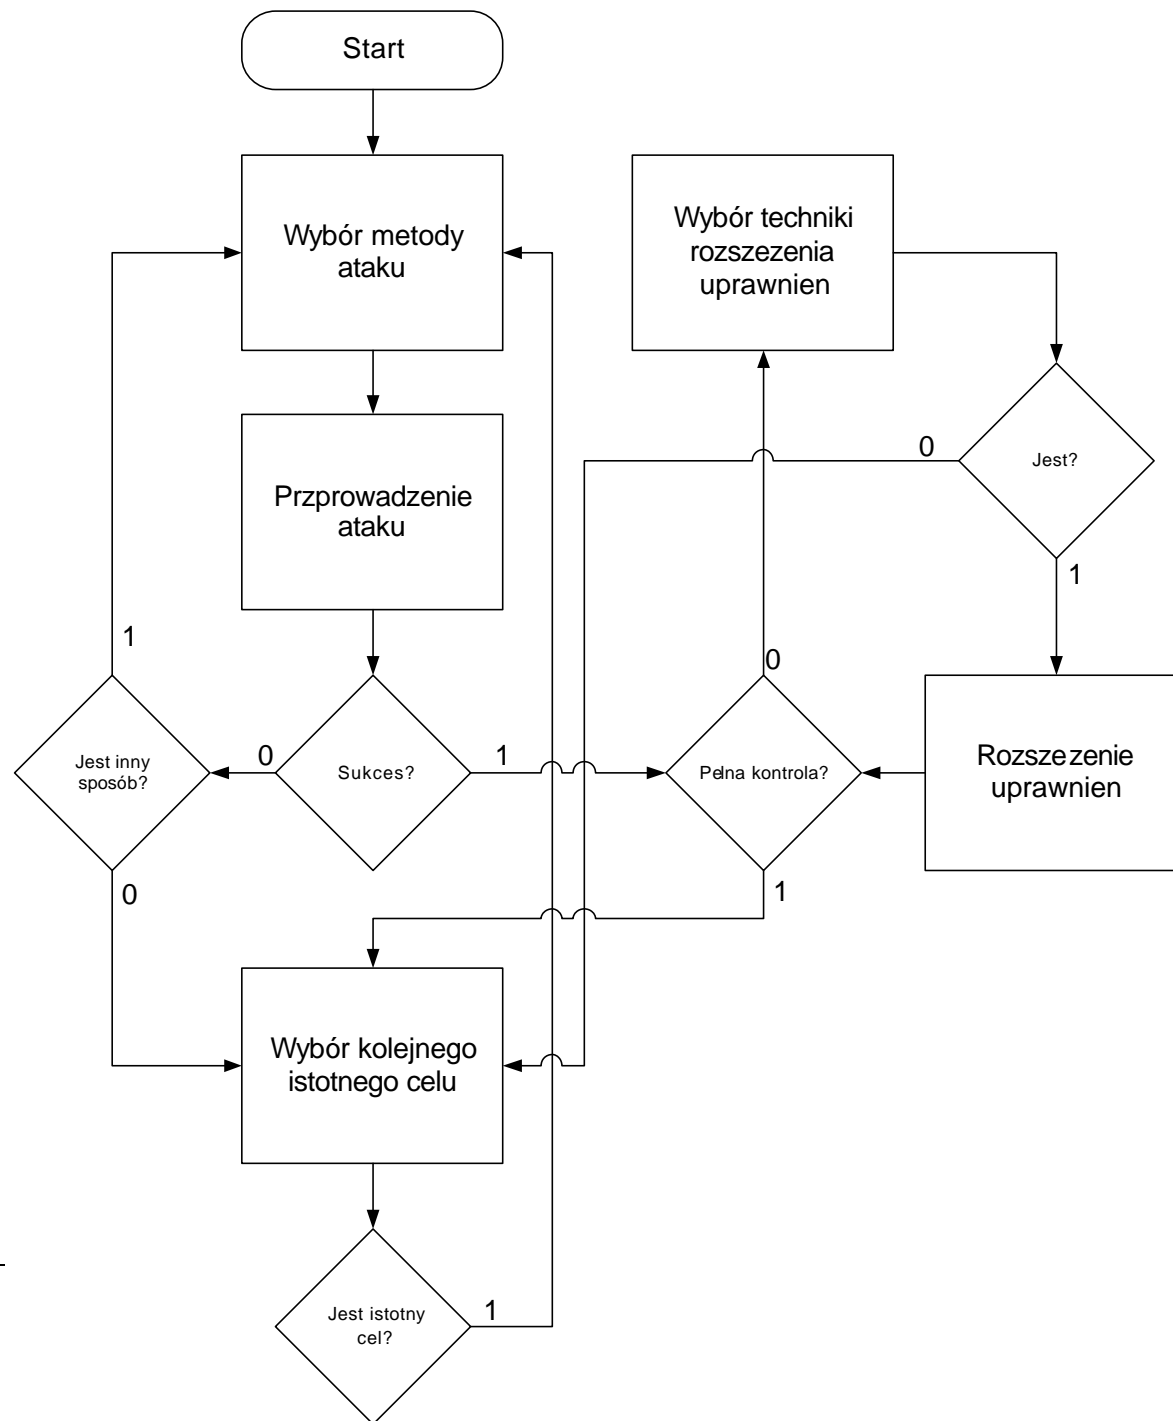 Start
Wybór metody
ataku
Wybór techniki
rozszezenia
uprawnien
0
Jest?
Przprowadzenie
ataku
1
1
0
Jest inny
sposób?
0
Sukces?
1
Pełna kontrola?
Rozszezenie
uprawnien
0
1
Wybór kolejnego
istotnego celu
Jest istotny
cel?
1